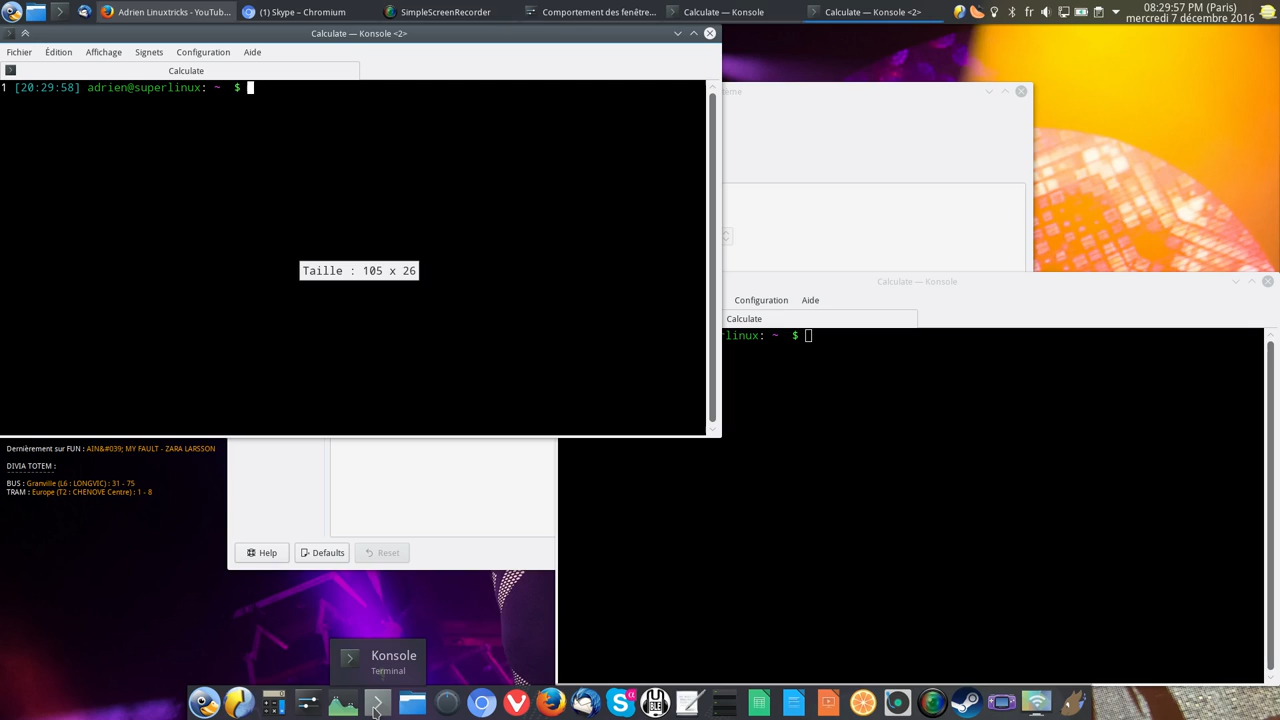 Adrien Linuxtricks - YouTub...
(1) Skype – Chromium
SimpleScreenRecorder
Comportement des fenêtre...
Calculate — Konsole
Calculate — Konsole <2>
fr
08:29:57 PM (Paris)
mercredi 7 décembre 2016
Calculate — Konsole <2>
Fichier Édition Affichage Signets Configuration Aide
Calculate
1 [20:29:58] adrien@superlinux: ~ $
Taille : 105 x 26
ème
Calculate — Konsole
Configuration Aide
Calculate
rlinux: ~ $
Dernièrement sur FUN : AIN&#039; MY FAULT - ZARA LARSSON
DIVIA TOTEM :
BUS : Granville (L6 : LONGVIC) : 31 - 75
TRAM : Europe (T2 : CHENOVE Centre) : 1 - 8
Help Defaults Reset
Konsole
Terminal